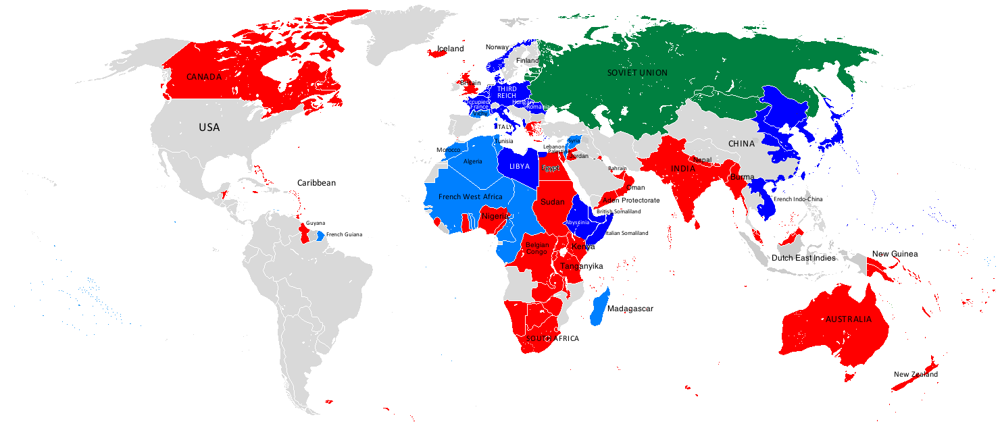 Iceland
Norway
Finland
CANADA
SOVIET UNION
Britain
THIRD
REICH
Occupied
France
Hungary
Romania
Vichy
USA
ITALY
Tunisia
Syria
CHINA
Lebanon
Palestine
Morocco
Jordan
Algeria
LIBYA
Egypt
Nepal
INDIA
Bahrain
Burma
Caribbean
Oman
French West Africa
Sudan
Aden Protectorate
French Indo-China
British Somaliland
Nigeria
Guyana
Abyssinia
French Guiana
Italian Somaliland
Belgian
Congo
Kenya
New Guinea
Dutch East Indies
Tanganyika
Madagascar
AUSTRALIA
SOUTH AFRICA
New Zealand